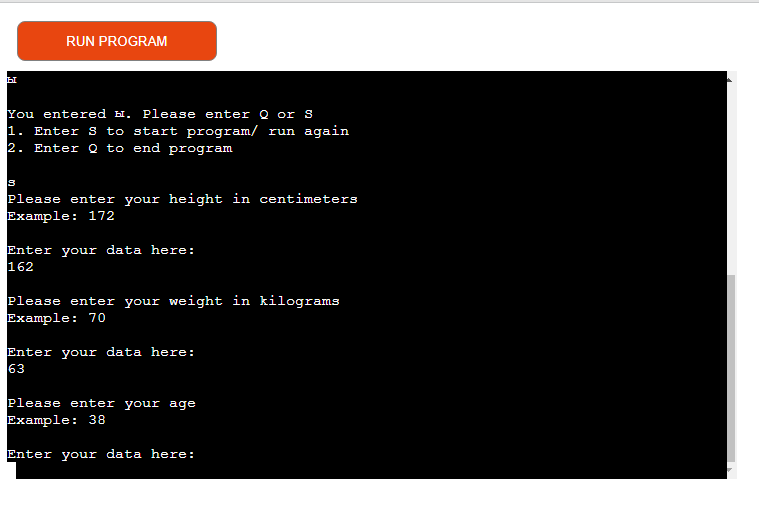 RUN PROGRAM
ы
You entered ы. Please enter Q or S
1. Enter S to start program/ run again
2. Enter Q to end program
s
Please enter your height in centimeters
Example: 172
Enter your data here:
162
Please enter your weight in kilograms
Example: 70
Enter your data here:
63
Please enter your age
Example: 38
Enter your data here: